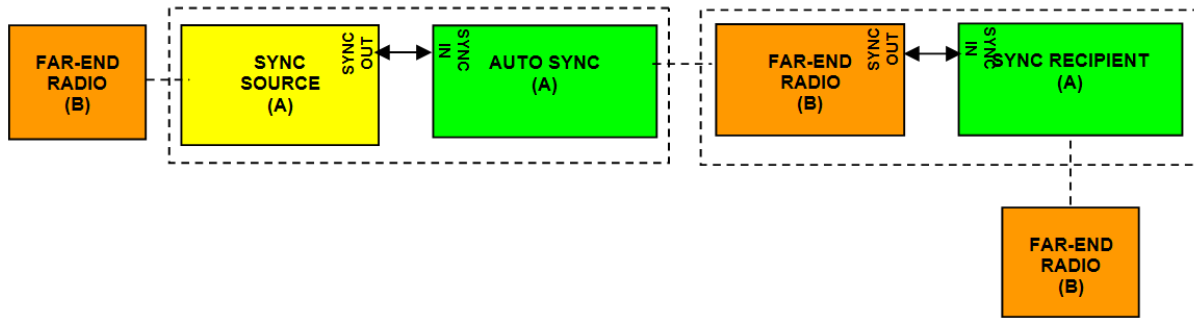 FAR-END
RADIO
(B)
SYNC
SOURCE
(A)
SYNC
OUT
SYNC
IN
AUTO SYNC
(A)
FAR-END
RADIO
(B)
SYNC
OUT
SYNC
IN
SYNC RECIPIENT
(A)
FAR-END
RADIO
(B)